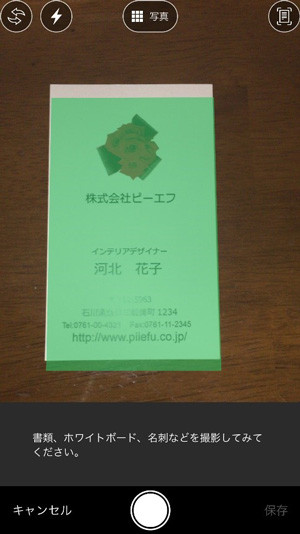 写真
株式会社ピーエフ
インテリアデザイナー
河北 花子
1234
Tel:0761-00-4321 Fax:0761-11-2345
http://www.piiefu.co.jp/
書類、ホワイトボード、名刺などを撮影してみて
ください。
キャンセル
保存